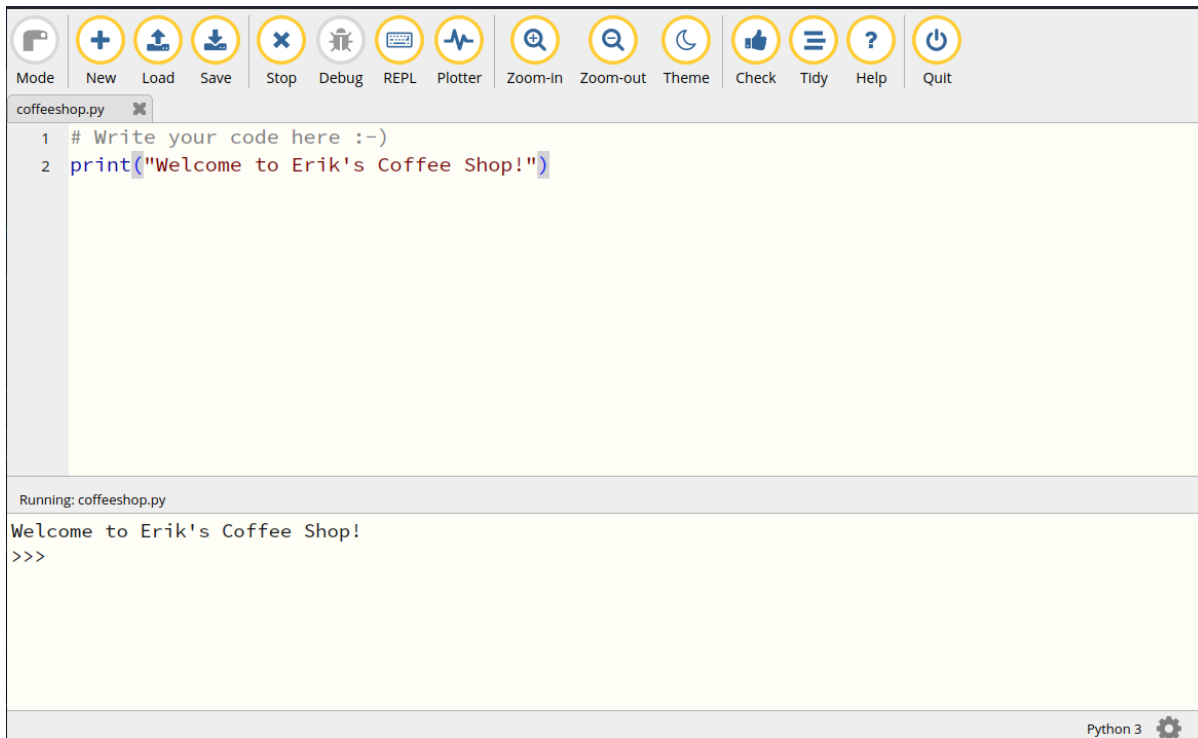 Mode New Load Save Stop Debug REPL Plotter Zoom-in Zoom-out Theme Check Tidy Help Quit
coffeeshop.py
1 # Write your code here :-)
2 print("Welcome to Erik's Coffee Shop!")
Running: coffeeshop.py
Welcome to Erik's Coffee Shop!
>>>
Python 3